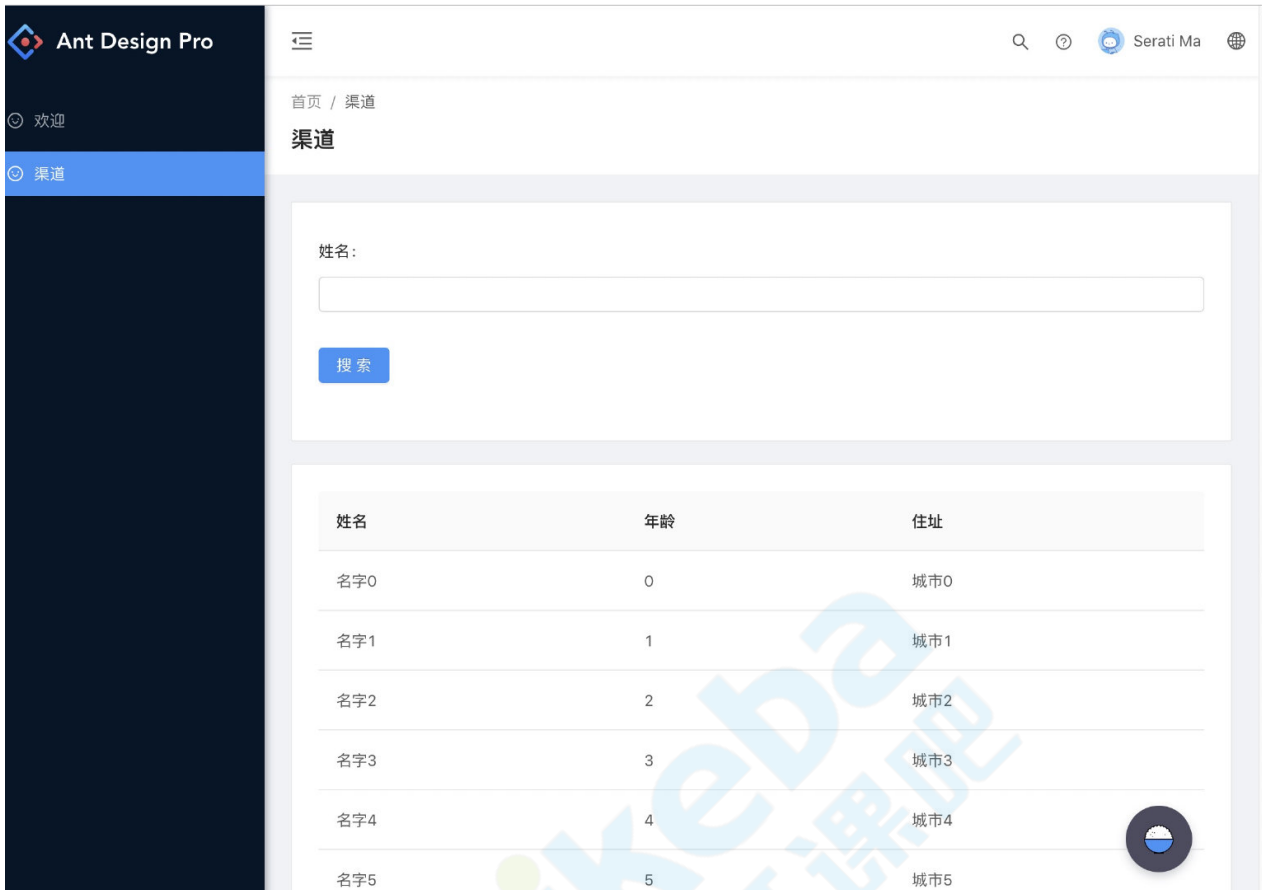 Ant Design Pro
Serati Ma
欢迎
渠道
首页 / 渠道
渠道
姓名:
搜 索
姓名 年龄 住址
名字0 0 城市0
名字1 1 城市1
名字2 2 城市2
名字3 3 城市3
名字4 4 城市4
名字5 5 城市5
ikeba
课吧